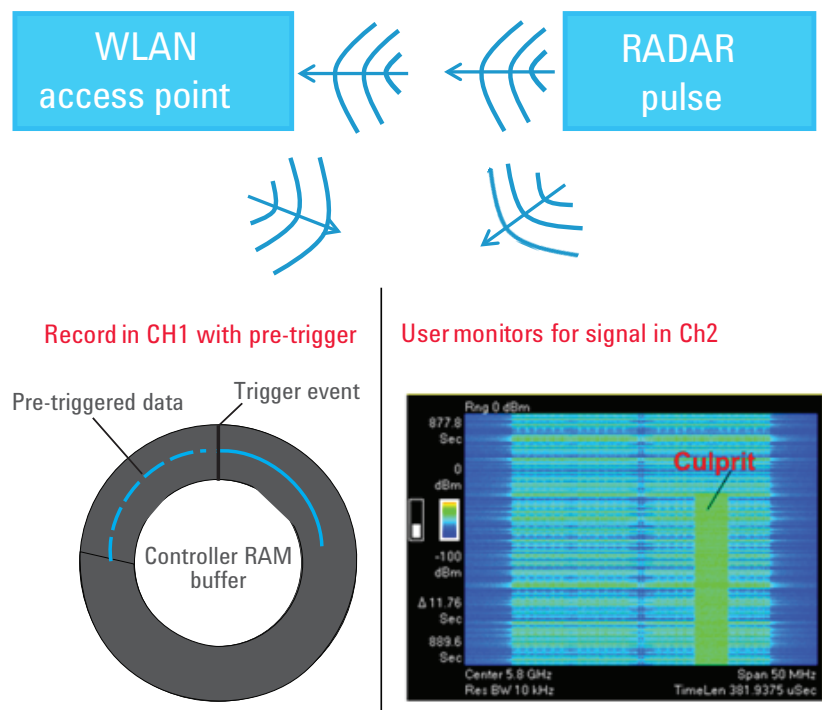 WLAN
access point
RADAR
pulse
Record in CH1 with pre-trigger
User monitors for signal in Ch2
Pre-triggered data
Trigger event
Controller RAM
buffer
Rng 0 dBm
877.8
Sec
0
dBm
Culprit
-100
dBm
Δ 11.76
Sec
889.6
Sec
Center 5.8 GHz
Span 50 MHz
Res BW 10 kHz
TimeLen 381.9375 uSec